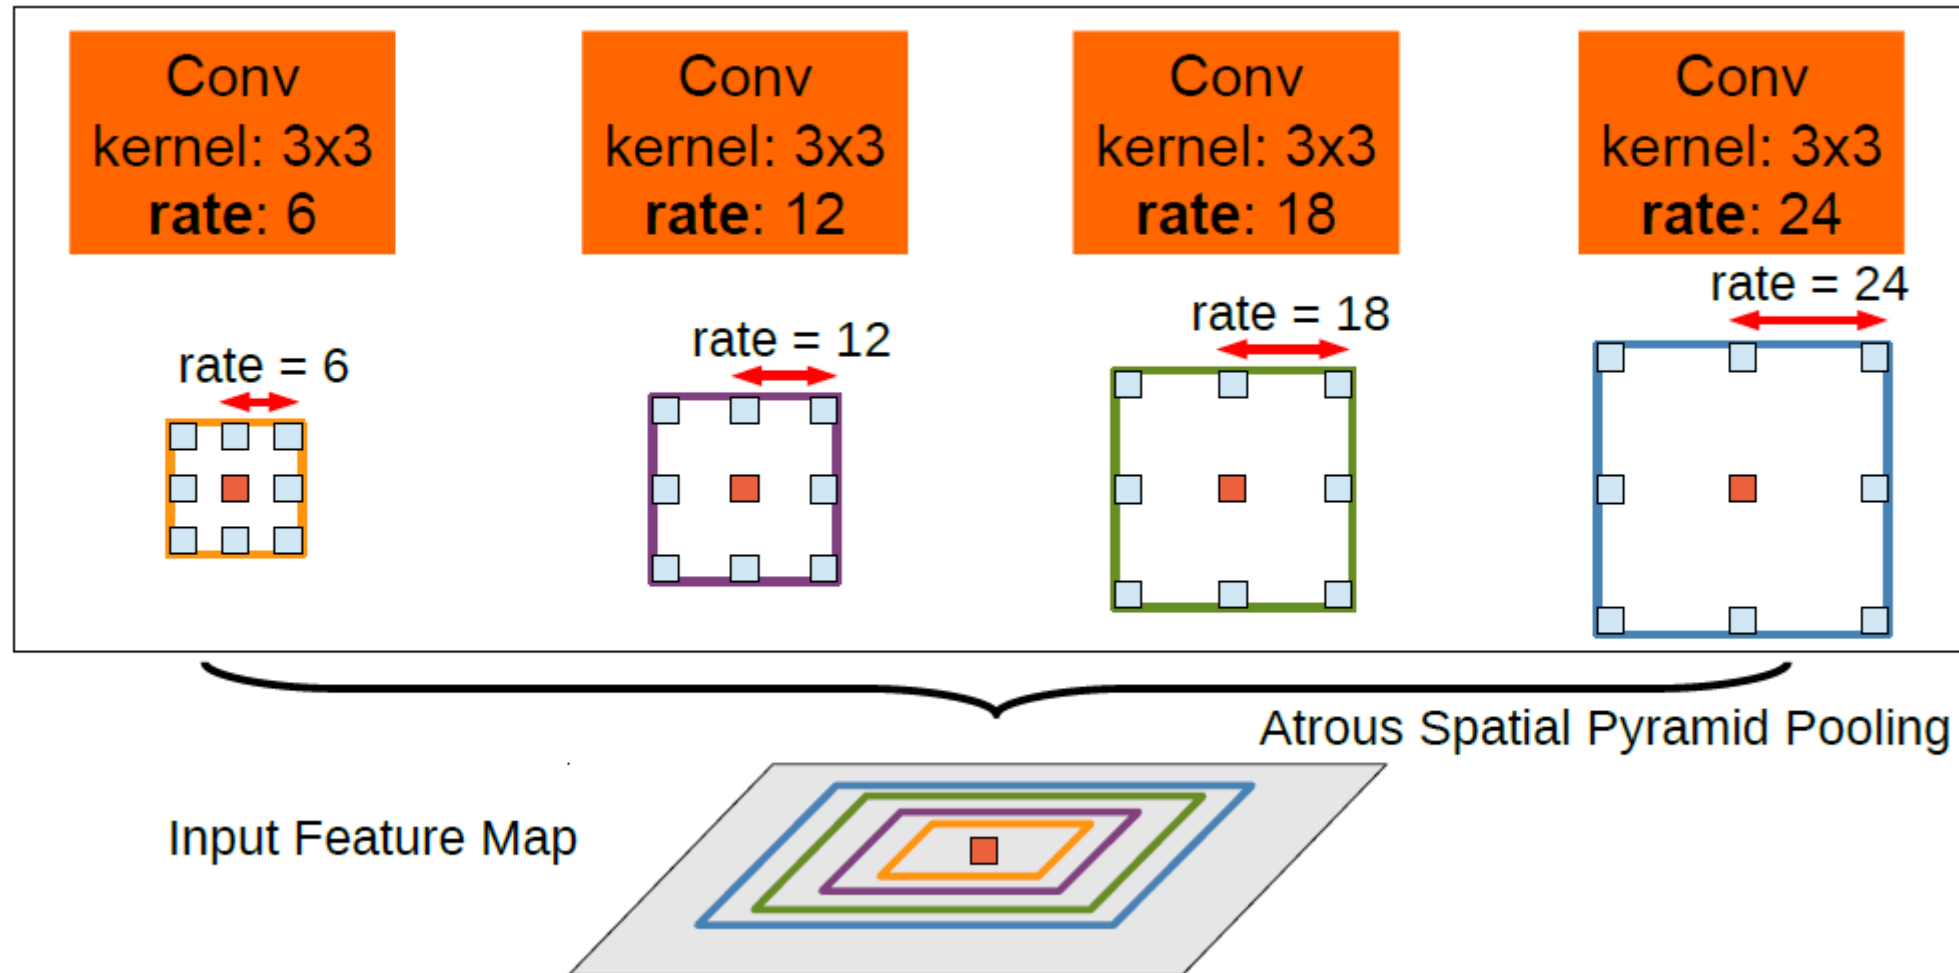 Conv
kernel: 3x3
rate: 6
Conv
kernel: 3x3
rate: 12
Conv
kernel: 3x3
rate: 18
Conv
kernel: 3x3
rate: 24
rate = 6
rate = 12
rate = 18
rate = 24
Atrous Spatial Pyramid Pooling
Input Feature Map